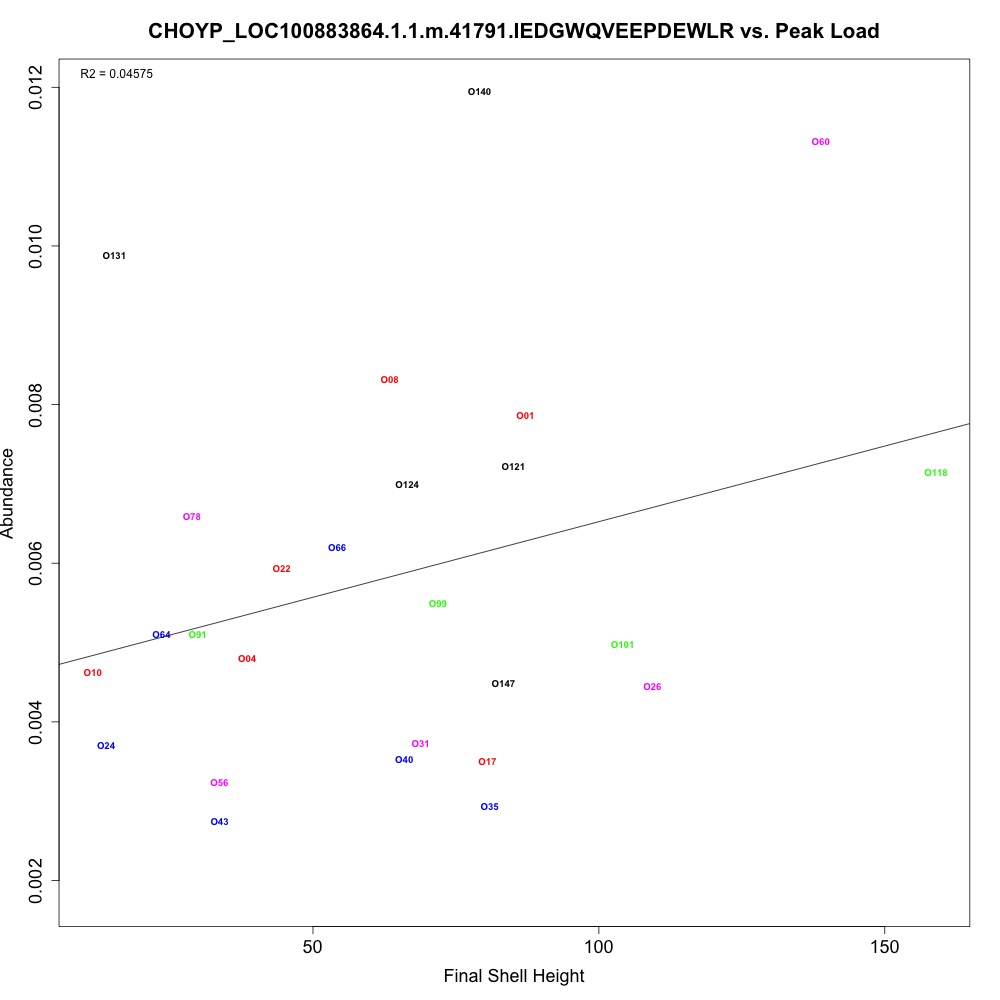 CHOYP_LOC100883864.1.1.m.41791.IEDGWQVEEPDEWLR vs. Peak Load
R2 = 0.04575
0.012
O140
O60
0.010
O131
0.008
O08
O01
O121
O118
O124
O78
O66
0.006
O22
O99
O64
O91
O101
O04
O10
O147
O26
0.004
O24
O31
O40
O17
O56
O35
O43
0.002
Abundance
50
100
150
Final Shell Height